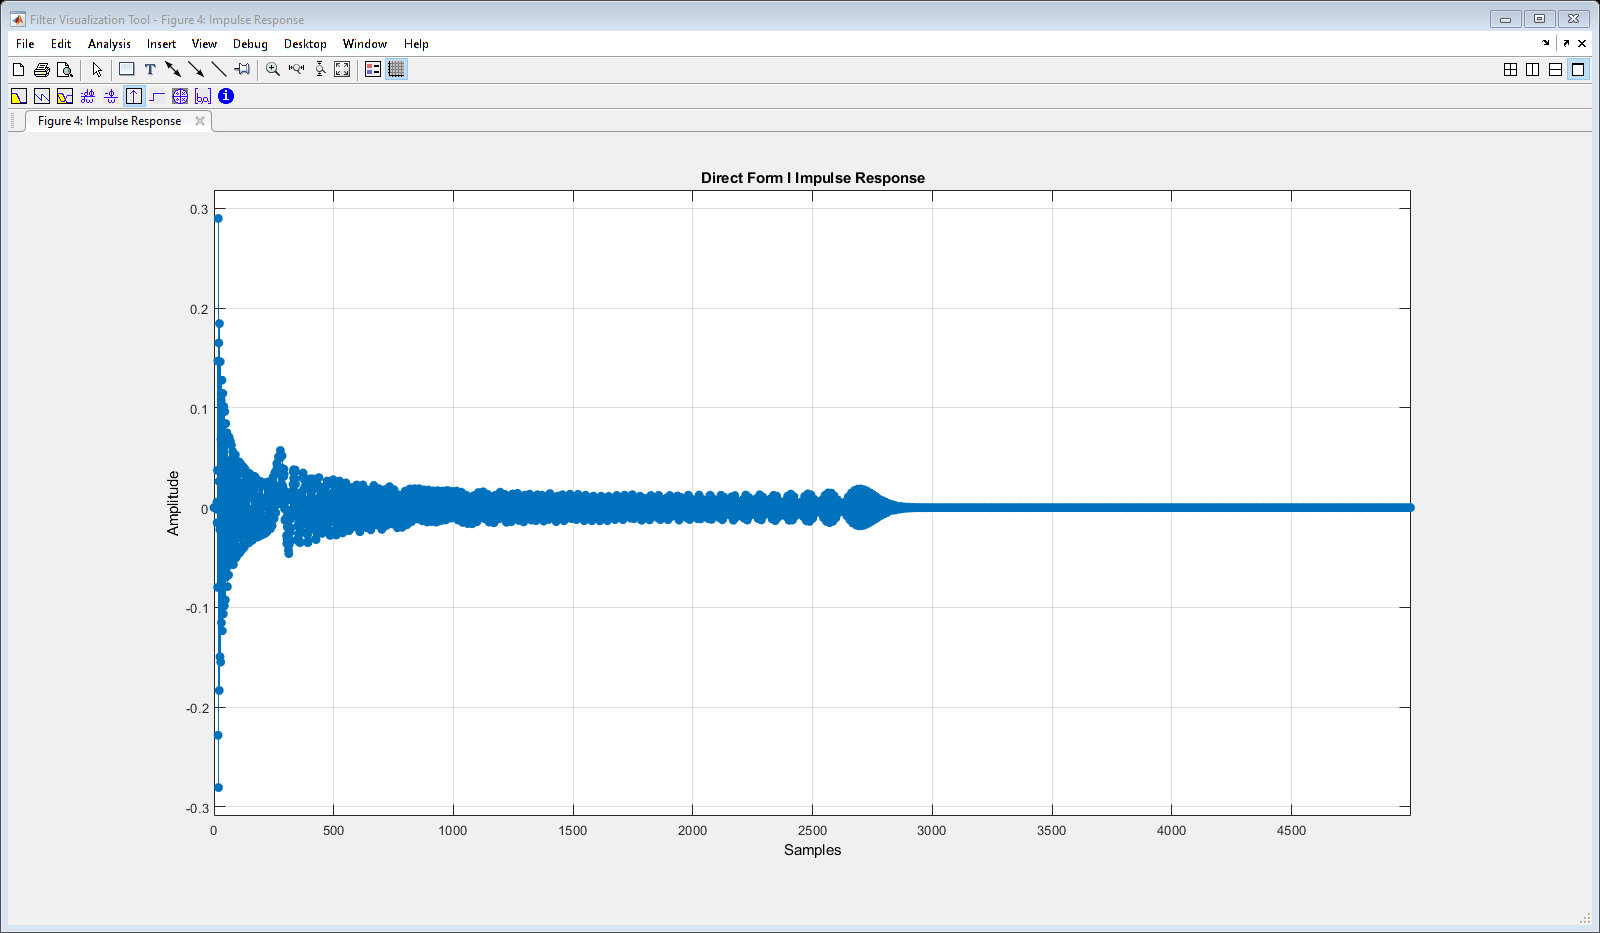 Filter Visualization Tool - Figure 4: Impulse Response
File Edit Analysis Insert View Debug Desktop Window Help
Figure 4: Impulse Response
Direct Form I Impulse Response
0.3
0.2
0.1
0
-0.1
-0.2
-0.3
Amplitude
0 500 1000 1500 2000 2500 3000 3500 4000 4500
Samples